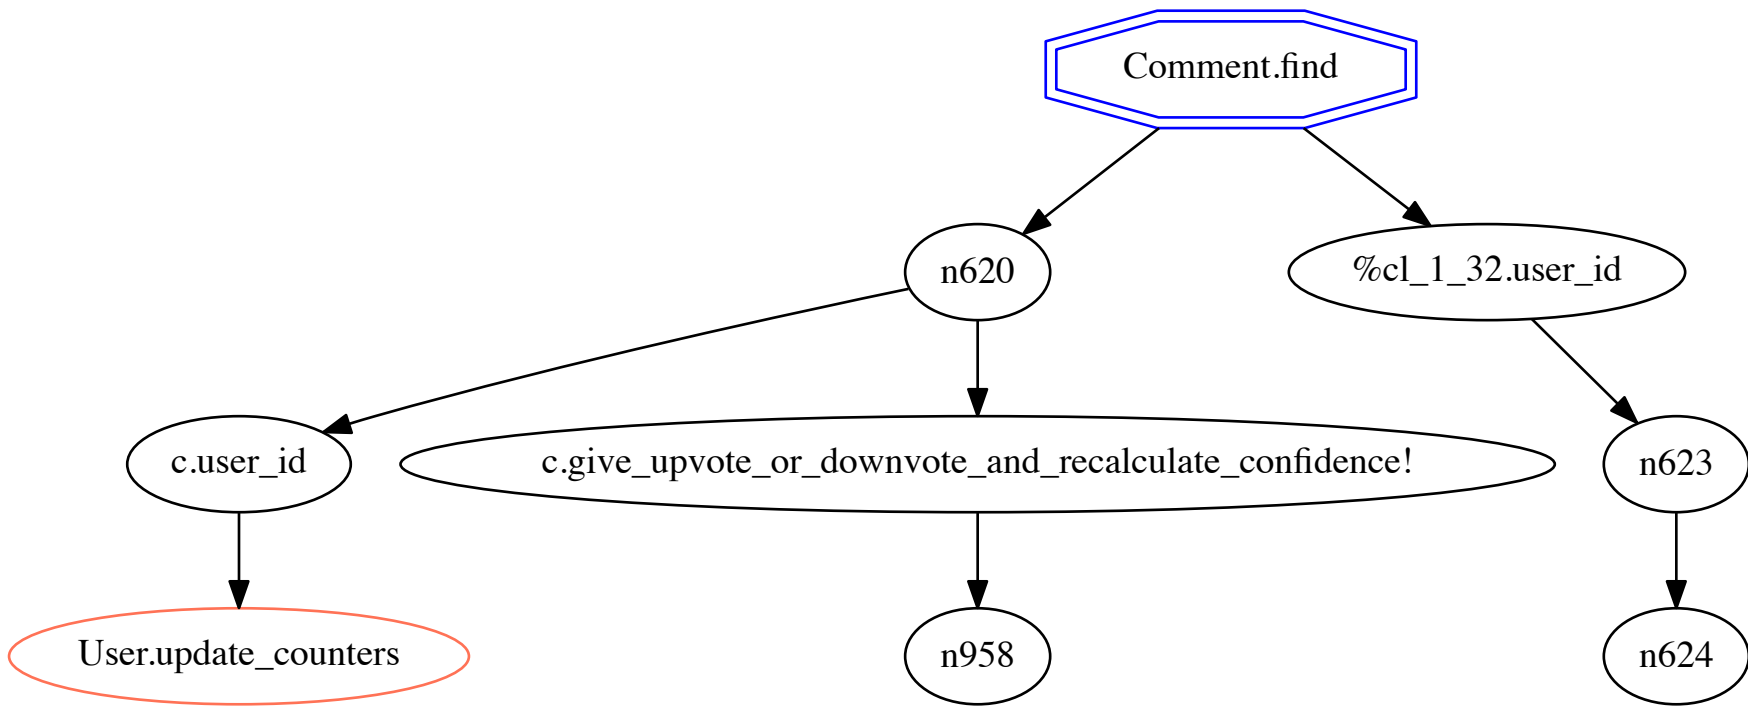 Comment.find
n620
%cl_1_32.user_id
c.user_id
c.give_upvote_or_downvote_and_recalculate_confidence!
n623
User.update_counters
n958
n624